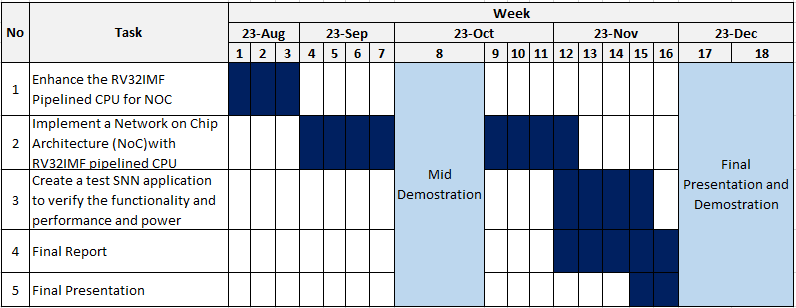 No
Task
Week
23-Aug
23-Sep
23-Oct
23-Nov
23-Dec
1 2 3 4 5 6 7 8 9 10 11 12 13 14 15 16 17 18
1
Enhance the RV32IMF
Pipelined CPU for NOC
2
Implement a Network on Chip
Architecture (NoC)with
RV32IMF pipelined CPU
3
Create a test SNN application
to verify the functionality and
performance and power
4
Final Report
5
Final Presentation
Mid
Demostration
Final
Presentation and
Demostration